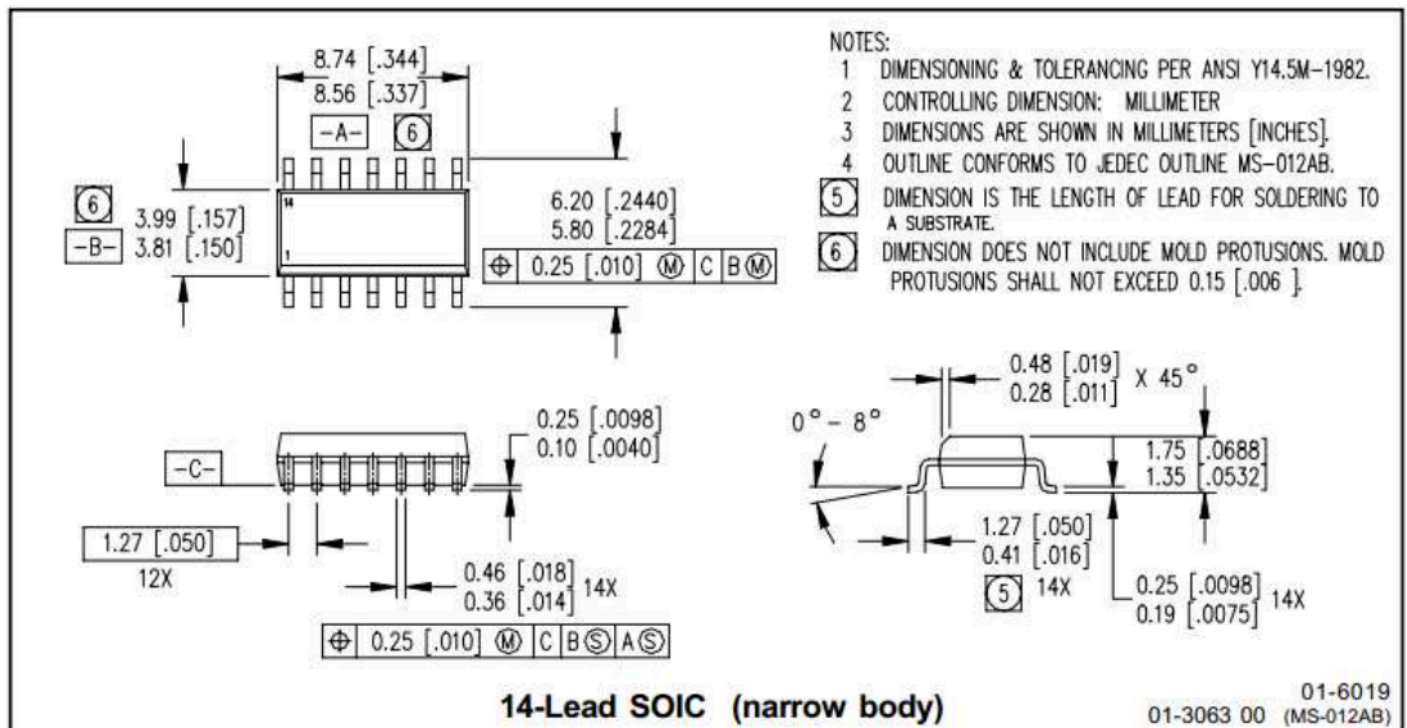 8.74 [.344]
8.56 [.337]
-A- 6
14
1
6
3.99 [.157]
-B- 3.81 [.150]
6.20 [.2440]
5.80 [.2284]
⌖ 0.25 [.010] Ⓜ C B Ⓜ
NOTES:
1 DIMENSIONING & TOLERANCING PER ANSI Y14.5M-1982.
2 CONTROLLING DIMENSION: MILLIMETER
3 DIMENSIONS ARE SHOWN IN MILLIMETERS [INCHES].
4 OUTLINE CONFORMS TO JEDEC OUTLINE MS-012AB.
5 DIMENSION IS THE LENGTH OF LEAD FOR SOLDERING TO
A SUBSTRATE.
6 DIMENSION DOES NOT INCLUDE MOLD PROTUSIONS. MOLD
PROTUSIONS SHALL NOT EXCEED 0.15 [.006 ].
-C-
0.25 [.0098]
0.10 [.0040]
1.27 [.050]
12X
0.46 [.018]
0.36 [.014] 14X
⌖ 0.25 [.010] Ⓜ C B Ⓢ A Ⓢ
0.48 [.019]
0.28 [.011] X 45°
0°-8°
1.75 [.0688]
1.35 [.0532]
1.27 [.050]
0.41 [.016]
5 14X
0.25 [.0098]
0.19 [.0075] 14X
14-Lead SOIC (narrow body)
01-6019
01-3063 00 (MS-012AB)